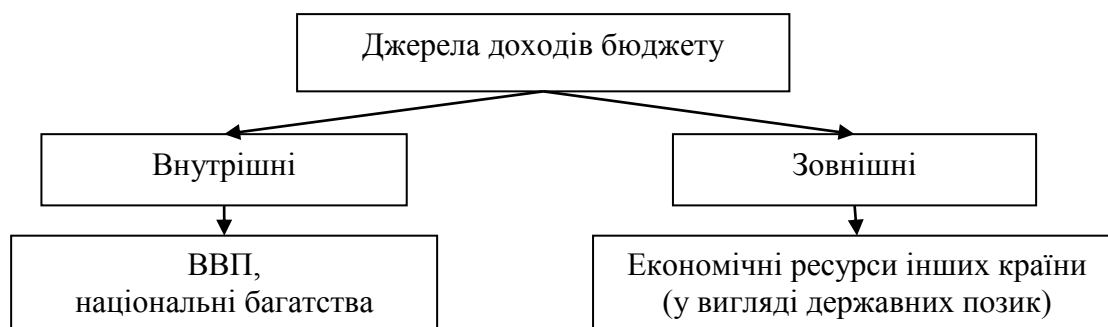 Джерела доходів бюджету
Внутрішні
Зовнішні
ВВП,
національні багатства
Економічні ресурси інших країни
(у вигляді державних позик)